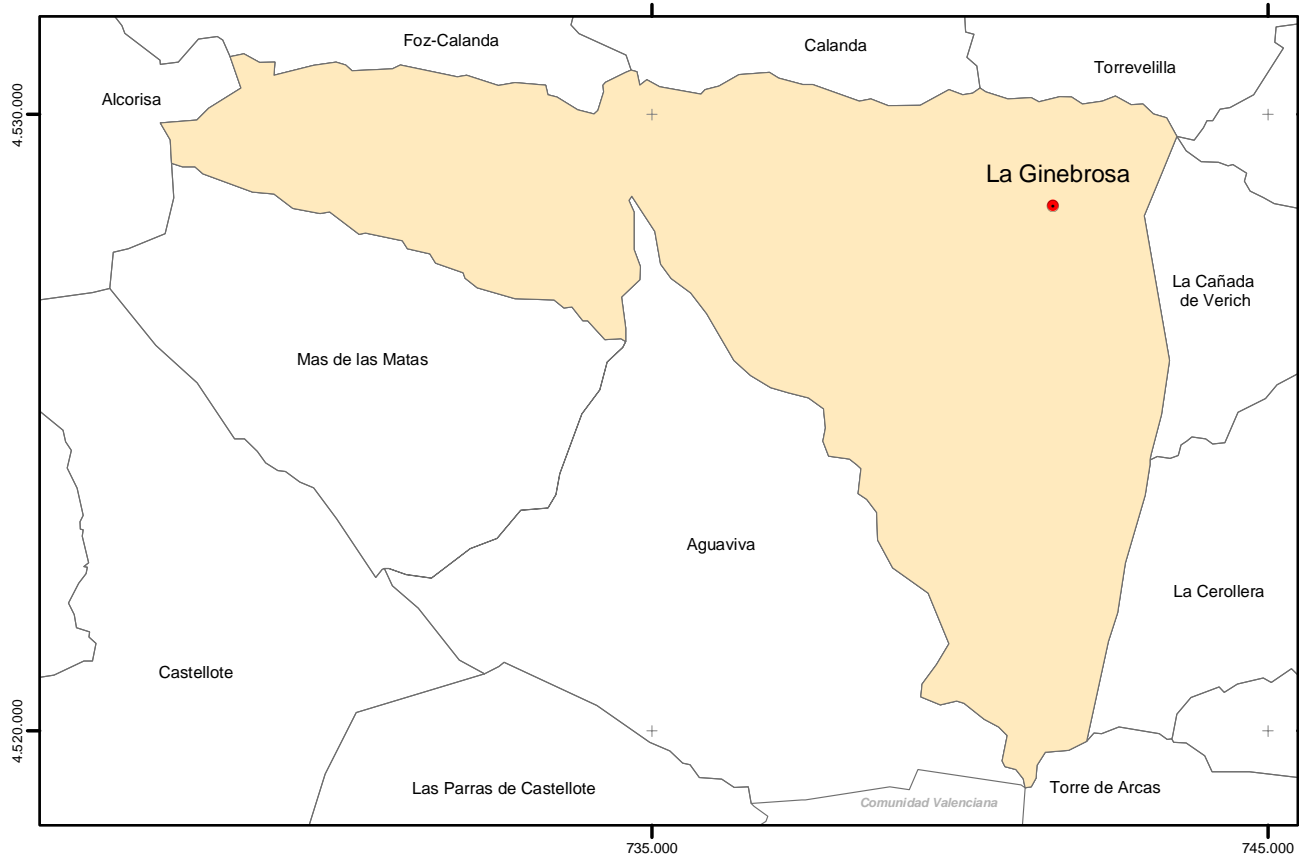 Foz-Calanda
Calanda
Torrevelilla
Alcorisa
4.530.000
La Ginebrosa
La Cañada
de Verich
Mas de las Matas
Aguaviva
La Cerollera
Castellote
4.520.000
Las Parras de Castellote
Comunidad Valenciana
Torre de Arcas
735.000
745.000